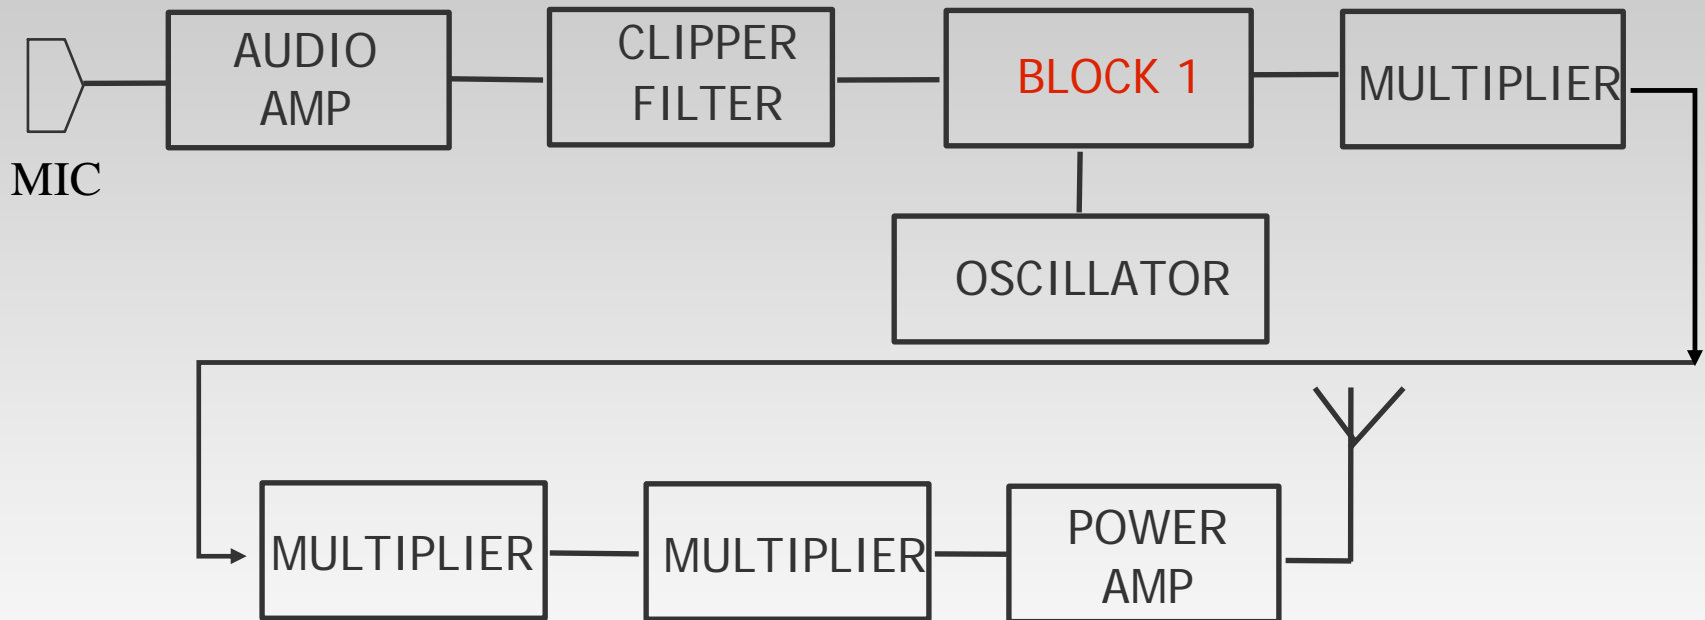 AUDIO
AMP
CLIPPER
FILTER
BLOCK 1
MULTIPLIER
MIC
OSCILLATOR
MULTIPLIER
MULTIPLIER
POWER
AMP